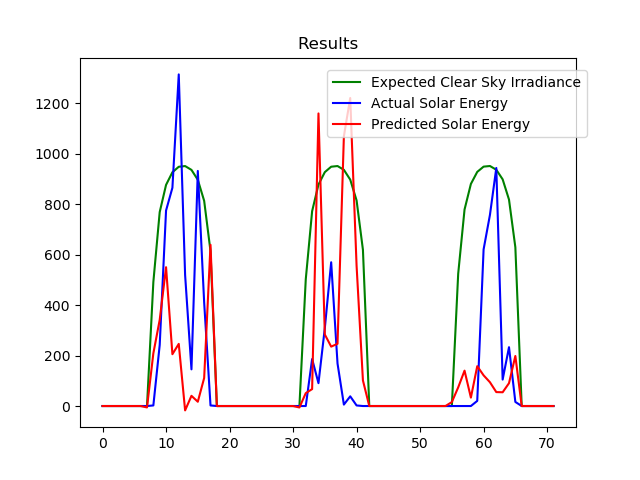 Results
Expected Clear Sky Irradiance
Actual Solar Energy
Predicted Solar Energy
1200
1000
800
600
400
200
0
0 10 20 30 40 50 60 70